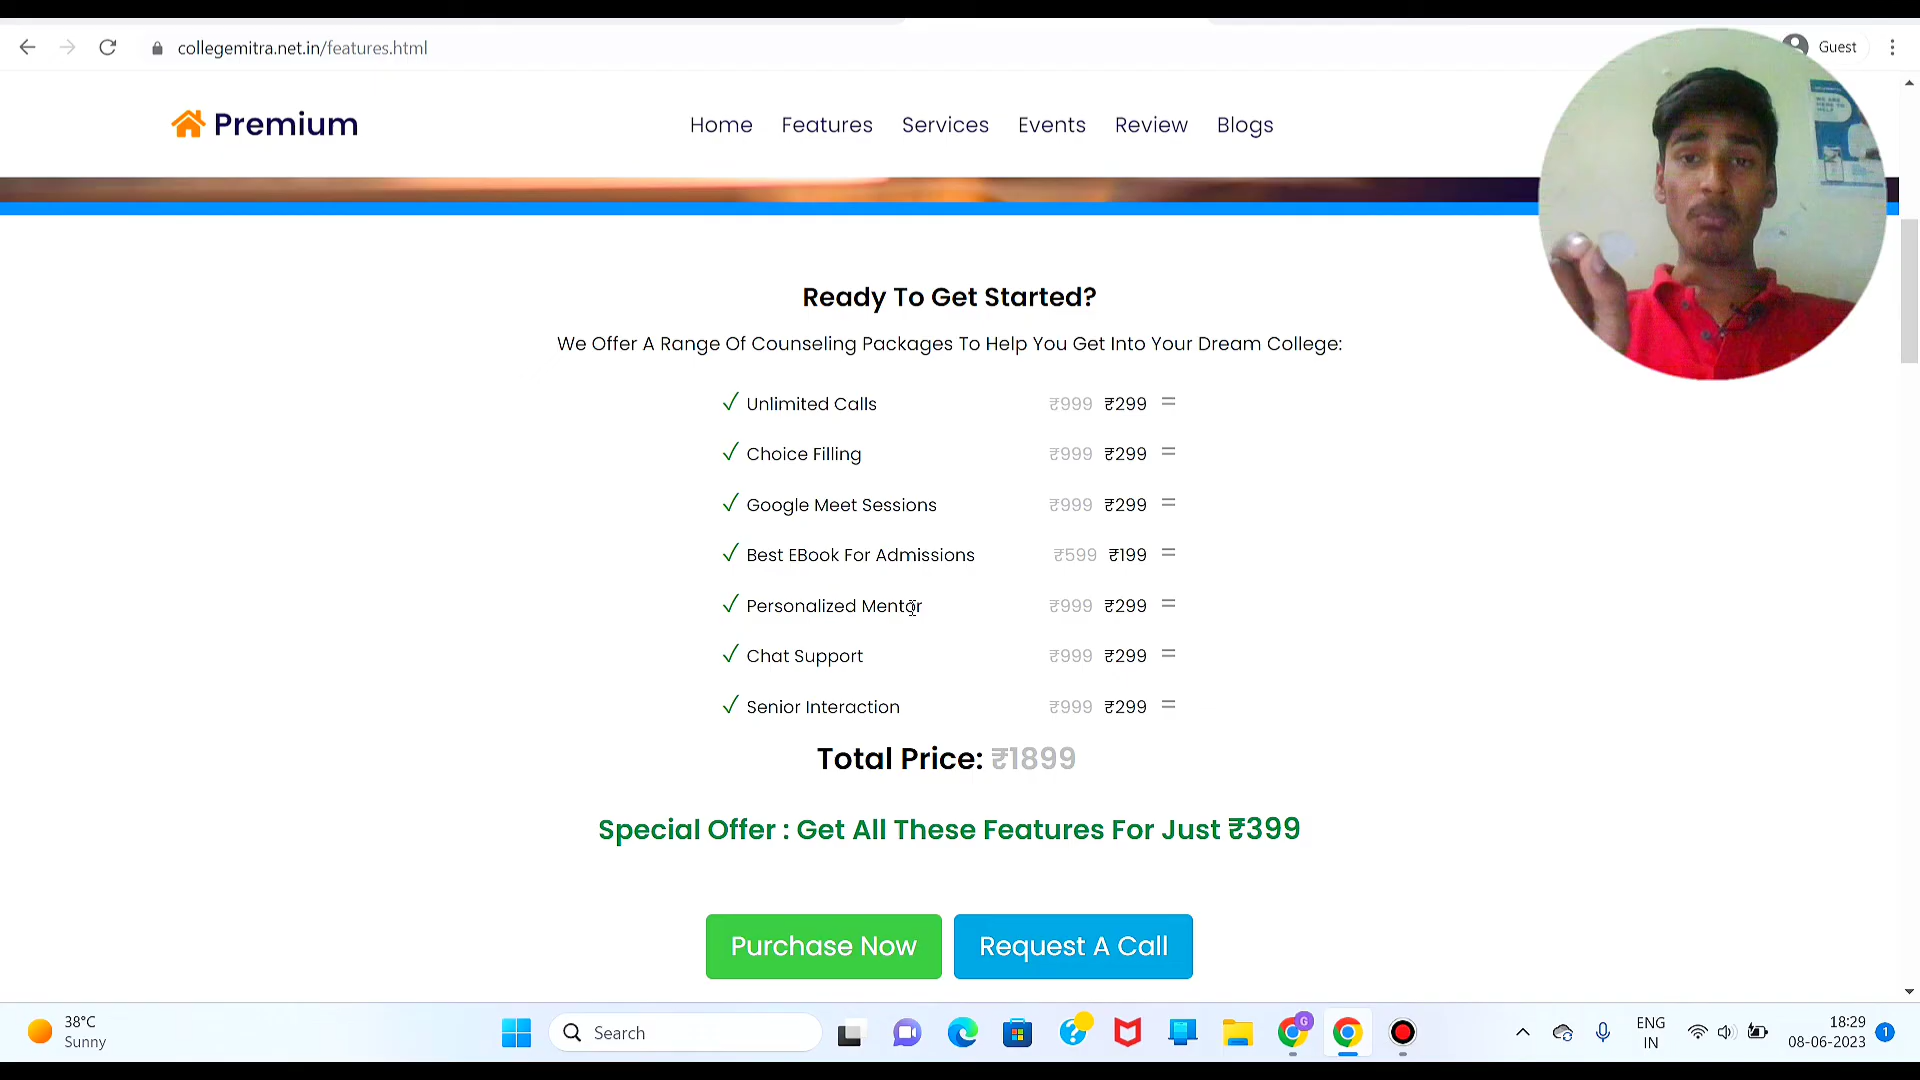 collegemitra.net.in/features.html
Guest
Premium
Home Features Services Events Review Blogs
Ready To Get Started?
We Offer A Range Of Counseling Packages To Help You Get Into Your Dream College:
✓ Unlimited Calls ₹999 ₹299 =
✓ Choice Filling ₹999 ₹299 =
✓ Google Meet Sessions ₹999 ₹299 =
✓ Best EBook For Admissions ₹599 ₹199 =
✓ Personalized Mentor ₹999 ₹299 =
✓ Chat Support ₹999 ₹299 =
✓ Senior Interaction ₹999 ₹299 =
Total Price: ₹1899
Special Offer : Get All These Features For Just ₹399
Purchase Now Request A Call
38°C
Sunny
Search
G
ENG
IN
18:29
08-06-2023
1